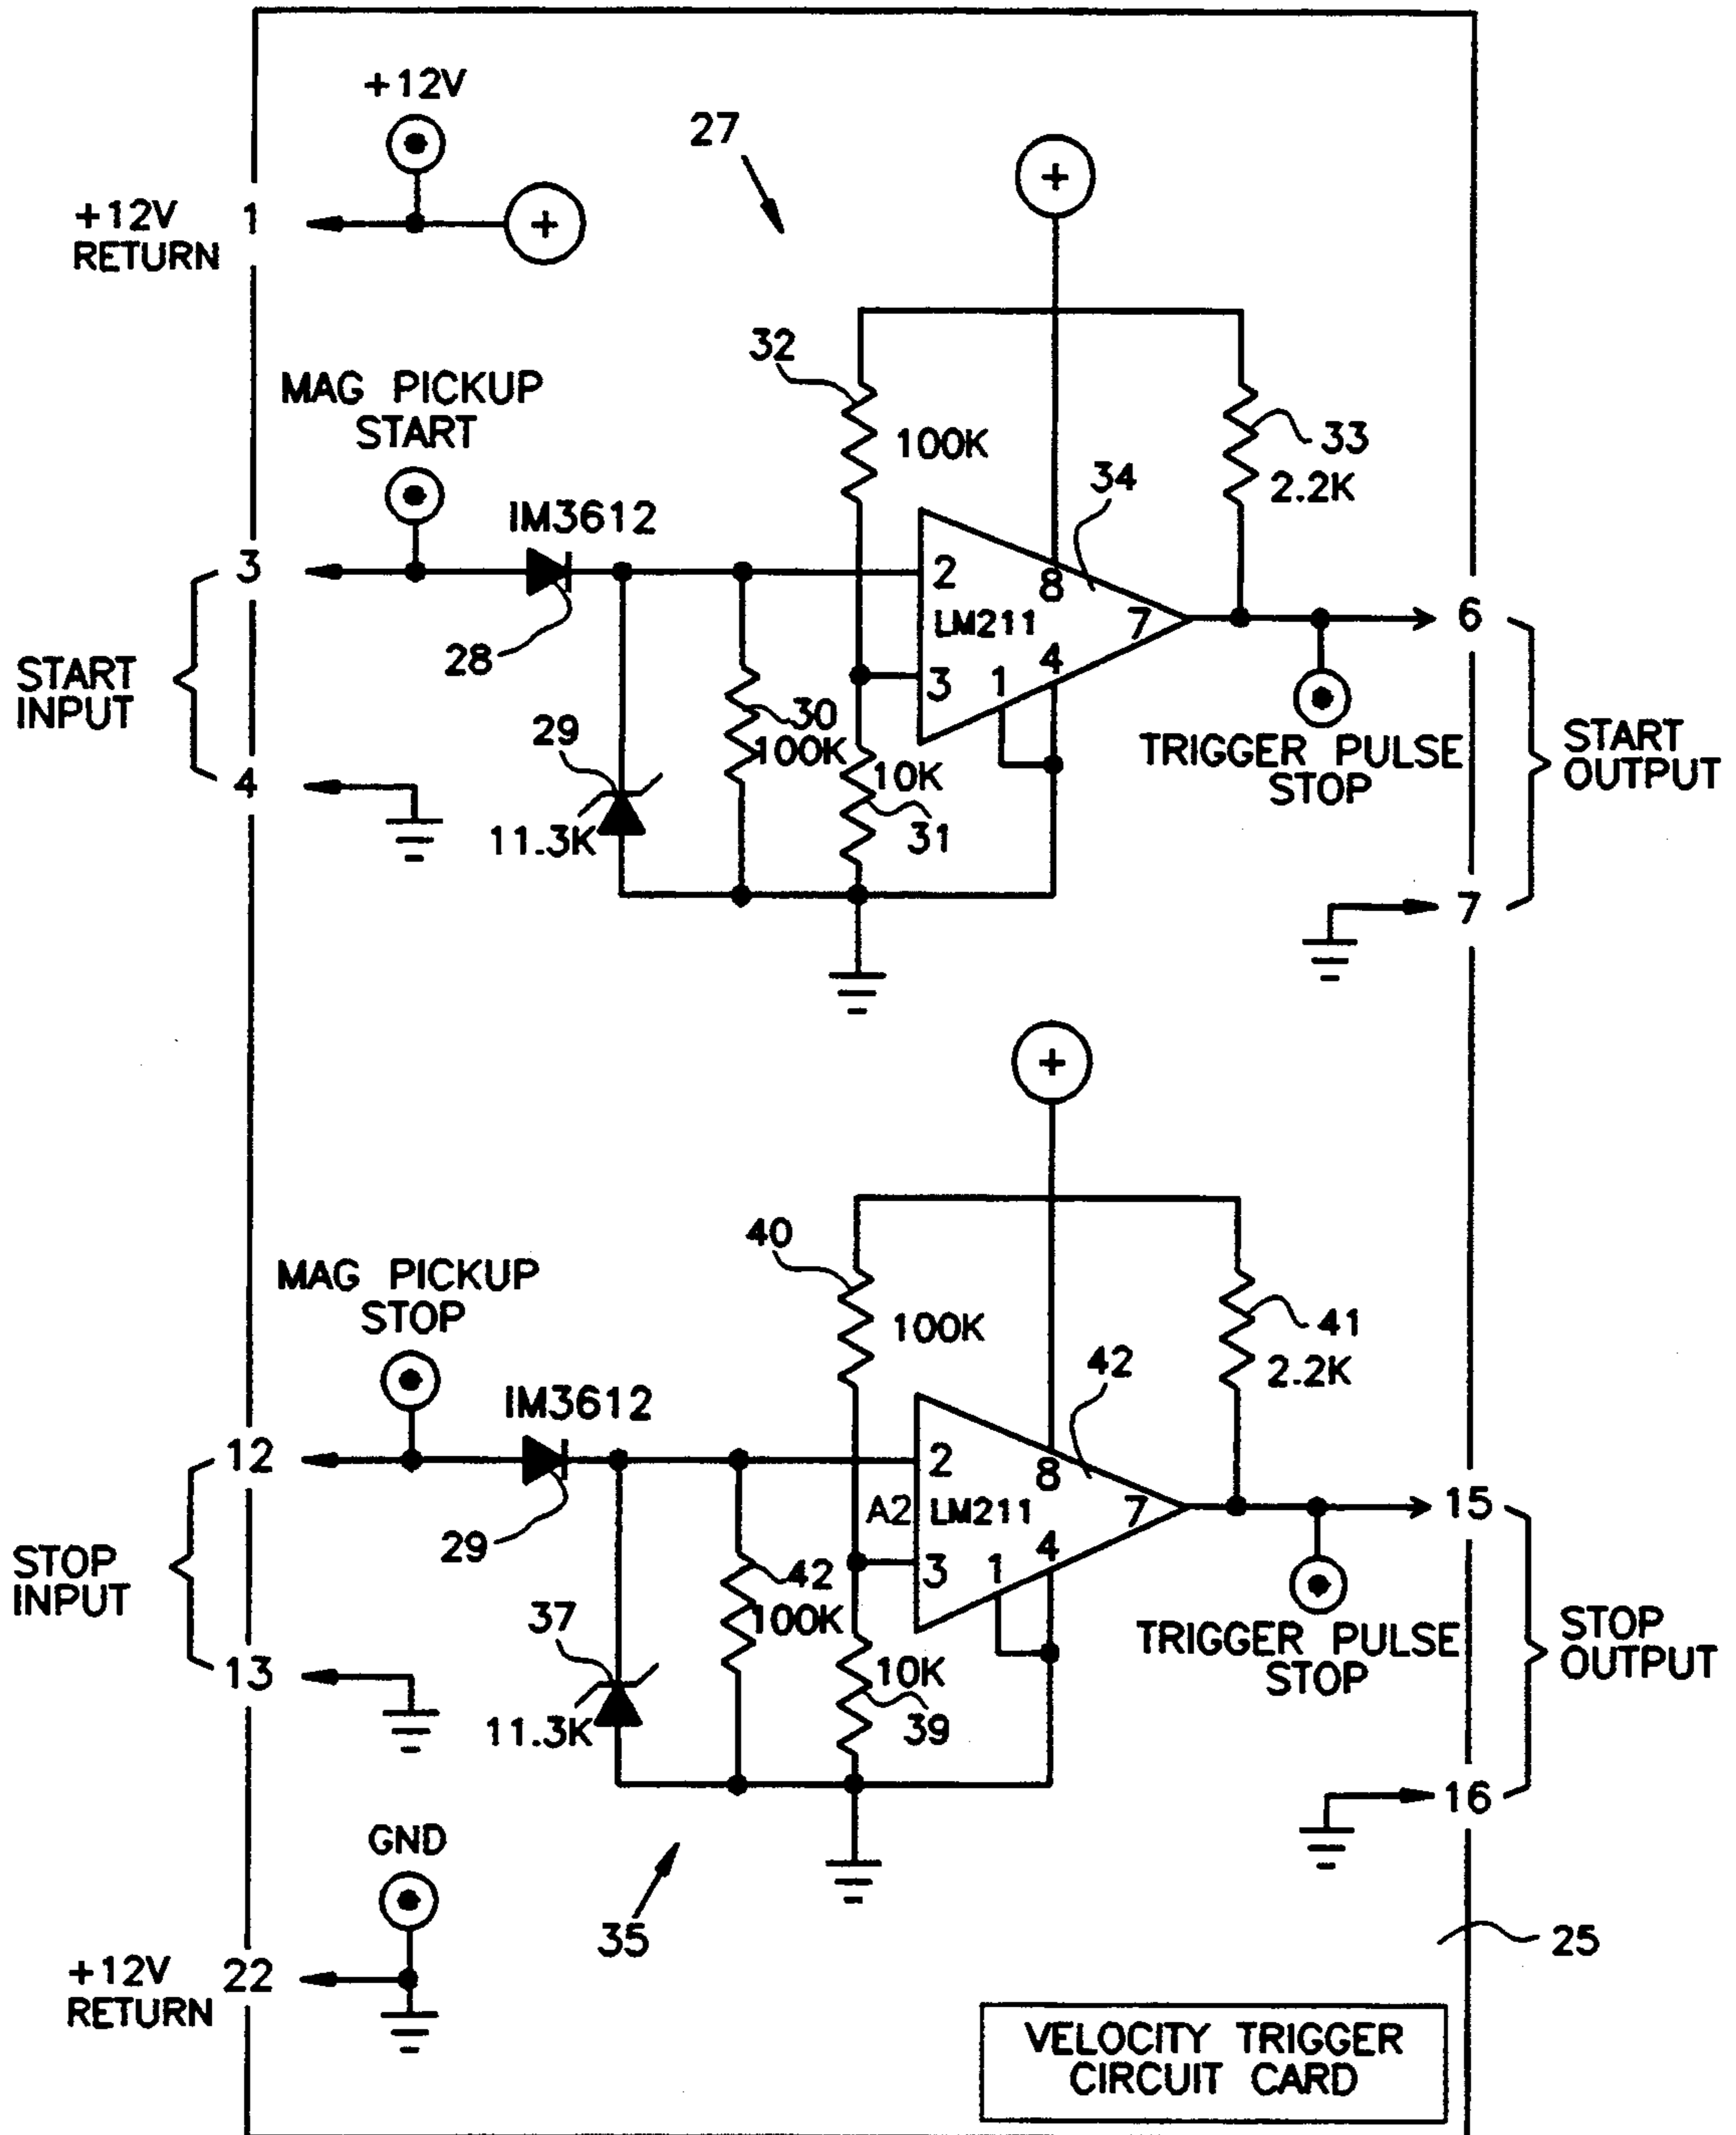 +12V
27
+
+12V
RETURN
1
+
32
MAG PICKUP
START
100K
33
2.2K
34
IM3612
3
2
8
LM211
7
6
28
4
3
1
START
INPUT
30
100K
29
START
OUTPUT
TRIGGER PULSE
STOP
10K
4
11.3K
31
7
+
40
MAG PICKUP
STOP
100K
41
2.2K
42
IM3612
12
2
8
A2
LM211
7
15
29
4
3
1
STOP
INPUT
42
100K
37
STOP
OUTPUT
TRIGGER PULSE
STOP
13
10K
11.3K
39
16
GND
35
25
+12V
RETURN
22
VELOCITY TRIGGER
CIRCUIT CARD